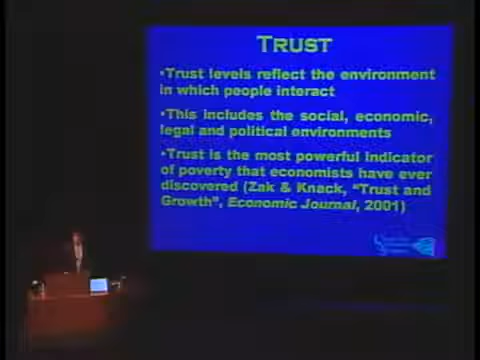 TRUST
•Trust levels reflect the environment
in which people interact
•This includes the social, economic,
legal and political environments
•Trust is the most powerful indicator
of poverty that economists have ever
discovered (Zak & Knack, "Trust and
Growth", Economic Journal, 2001)